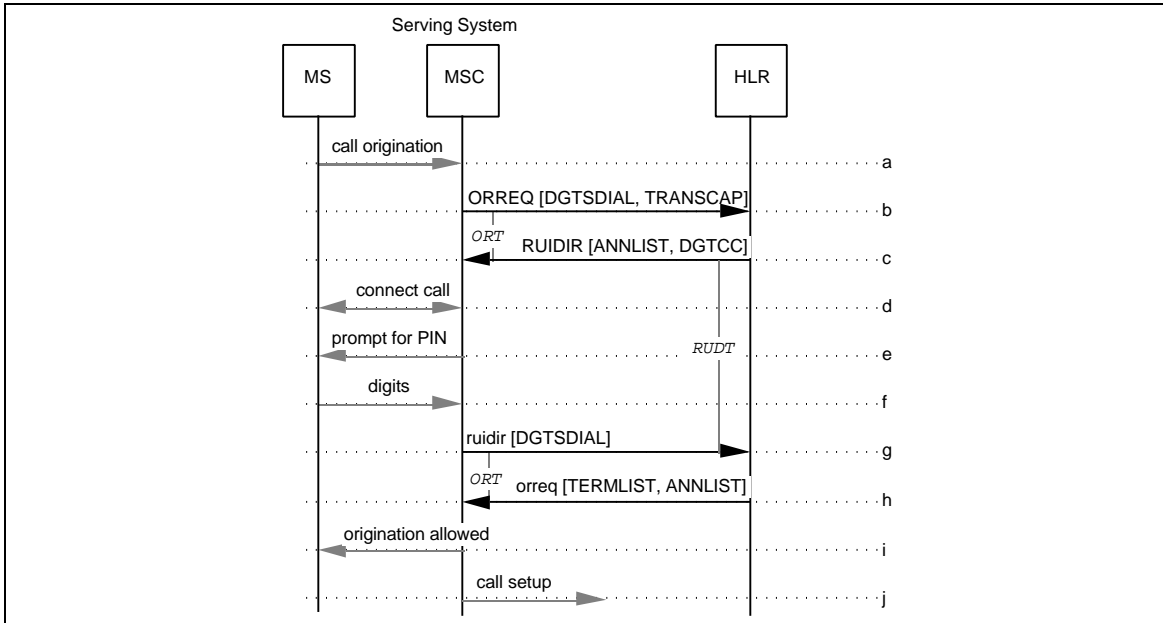 Serving System
MS MSC HLR
call origination a
ORREQ [DGTSDIAL, TRANSCAP] b
ORT
RUIDIR [ANNLIST, DGTCC] c
connect call d
prompt for PIN e
RUDT
digits f
ruidir [DGTSDIAL] g
ORT
orreq [TERMLIST, ANNLIST] h
origination allowed i
call setup j